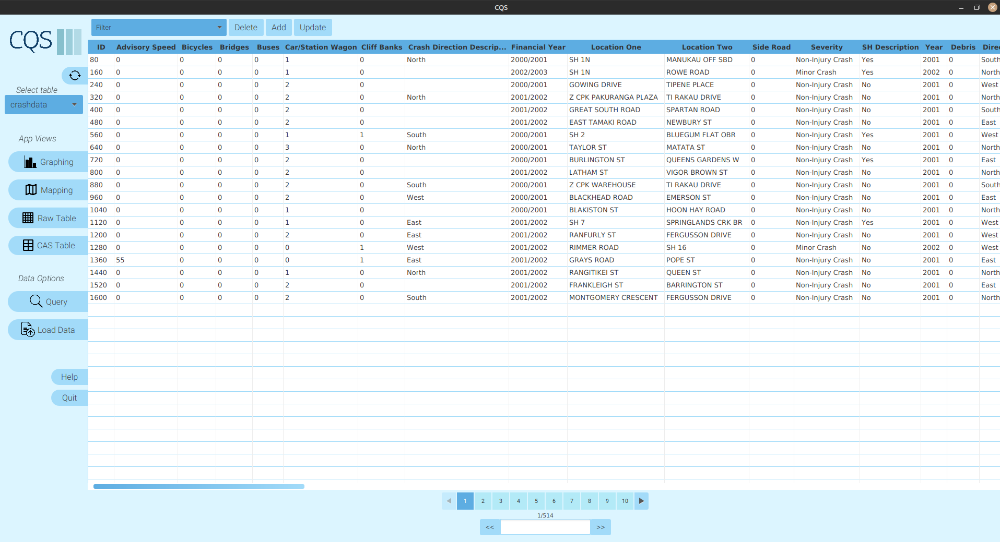 CQS
CQS
Filter Delete Add Update
Select table
crashdata
App Views
Graphing
Mapping
Raw Table
CAS Table
Data Options
Query
Load Data
Help
Quit
ID Advisory Speed Bicycles Bridges Buses Car/Station Wagon Cliff Banks Crash Direction Descrip... Financial Year Location One Location Two Side Road Severity SH Description Year Debris Direc
80 0 0 0 0 1 0 North 2000/2001 SH 1N MANUKAU OFF SBD 0 Non-Injury Crash Yes 2001 0 South
160 0 0 0 0 1 0 2002/2003 SH 1N ROWE ROAD 0 Minor Crash Yes 2002 0 North
240 0 0 0 0 2 0 2000/2001 GOWING DRIVE TIPENE PLACE 0 Non-Injury Crash No 2001 0 West
320 0 0 0 0 2 0 North 2001/2002 Z CPK PAKURANGA PLAZA TI RAKAU DRIVE 0 Non-Injury Crash No 2001 0 North
400 0 0 0 0 2 0 2001/2002 GREAT SOUTH ROAD SPARTAN ROAD 0 Non-Injury Crash No 2001 0 South
480 0 0 0 0 2 0 2001/2002 EAST TAMAKI ROAD NEWBURY ST 0 Non-Injury Crash No 2001 0 East
560 0 0 0 0 1 1 South 2000/2001 SH 2 BLUEGUM FLAT OBR 0 Non-Injury Crash Yes 2001 0 West
640 0 0 0 0 3 0 North 2000/2001 TAYLOR ST MATATA ST 0 Non-Injury Crash No 2001 0 North
720 0 0 0 0 2 0 2000/2001 BURLINGTON ST QUEENS GARDENS W 0 Non-Injury Crash Yes 2001 0 East
800 0 0 0 0 2 0 2001/2002 LATHAM ST VIGOR BROWN ST 0 Non-Injury Crash No 2001 0 North
880 0 0 0 0 2 0 South 2000/2001 Z CPK WAREHOUSE TI RAKAU DRIVE 0 Non-Injury Crash No 2001 0 South
960 0 0 0 0 2 0 West 2000/2001 BLACKHEAD ROAD EMERSON ST 0 Non-Injury Crash No 2001 0 East
1040 0 0 0 0 1 0 2000/2001 BLAKISTON ST HOON HAY ROAD 0 Non-Injury Crash No 2001 0 North
1120 0 0 0 0 1 0 East 2001/2002 SH 7 SPRINGLANDS CRK BR 0 Non-Injury Crash Yes 2001 0 West
1200 0 0 0 0 2 0 East 2001/2002 RANFURLY ST FERGUSSON DRIVE 0 Non-Injury Crash No 2001 0 West
1280 0 0 0 0 0 1 West 2001/2002 RIMMER ROAD SH 16 0 Minor Crash No 2002 0 West
1360 55 0 0 0 0 1 East 2001/2002 GRAYS ROAD POPE ST 0 Non-Injury Crash No 2001 0 East
1440 0 0 0 0 1 0 North 2001/2002 RANGITIKEI ST QUEEN ST 0 Non-Injury Crash No 2001 0 North
1520 0 0 0 0 2 0 2001/2002 FRANKLEIGH ST BARRINGTON ST 0 Non-Injury Crash No 2001 0 East
1600 0 0 0 0 2 0 South 2001/2002 MONTGOMERY CRESCENT FERGUSSON DRIVE 0 Non-Injury Crash No 2001 0 North
1 2 3 4 5 6 7 8 9 10
1/514
<< >>